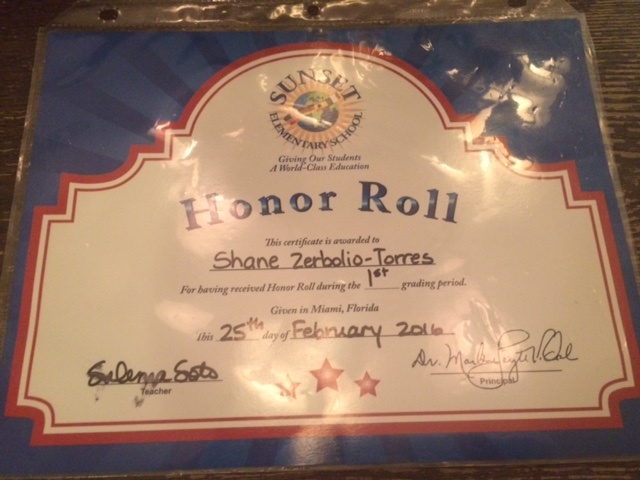 SUNSET
ELEMENTARY SCHOOL
Giving Our Students
A World-Class Education
Honor Roll
This certificate is awarded to
Shane Zerbolio-Torres
For having received Honor Roll during the 1st grading period.
Given in Miami, Florida
This 25th day of February 2016
Soto
Dr.
Teacher
Principal